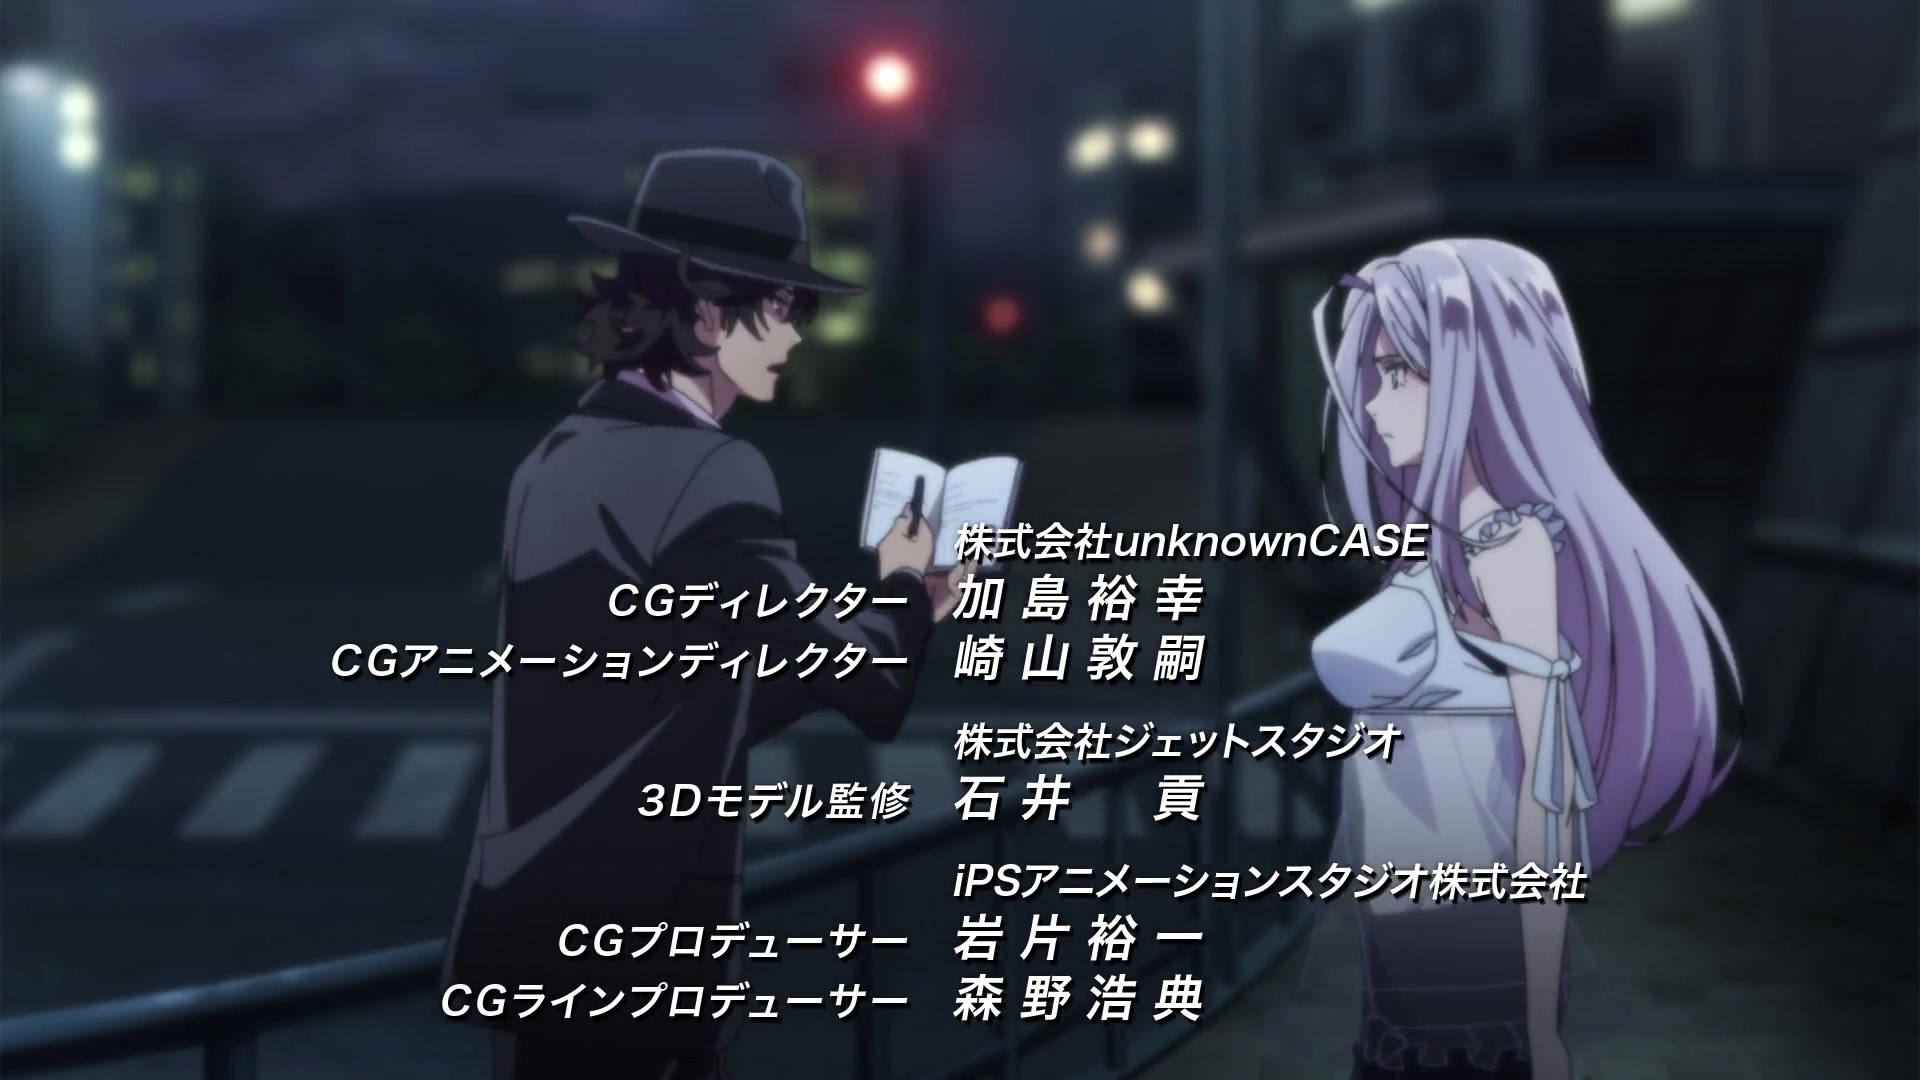 株式会社unknownCASE
CGディレクター 加島裕幸
CGアニメーションディレクター 崎山敦嗣
株式会社ジェットスタジオ
3Dモデル監修 石井 貢
iPSアニメーションスタジオ株式会社
CGプロデューサー 岩片裕一
CGラインプロデューサー 森野浩典